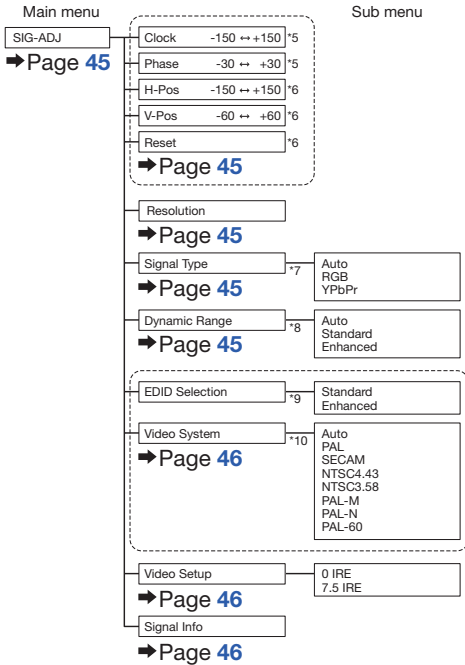 Main menu
Sub menu
SIG-ADJ
➡Page 45
Clock -150 ↔ +150 *5
Phase -30 ↔ +30 *5
H-Pos -150 ↔ +150 *6
V-Pos -60 ↔ +60 *6
Reset *6
➡Page 45
Resolution
➡Page 45
Signal Type *7
Auto
RGB
YPbPr
➡Page 45
Dynamic Range *8
Auto
Standard
Enhanced
➡Page 45
EDID Selection *9
Standard
Enhanced
Video System *10
Auto
PAL
SECAM
NTSC4.43
NTSC3.58
PAL-M
PAL-N
PAL-60
➡Page 46
Video Setup
0 IRE
7.5 IRE
➡Page 46
Signal Info
➡Page 46